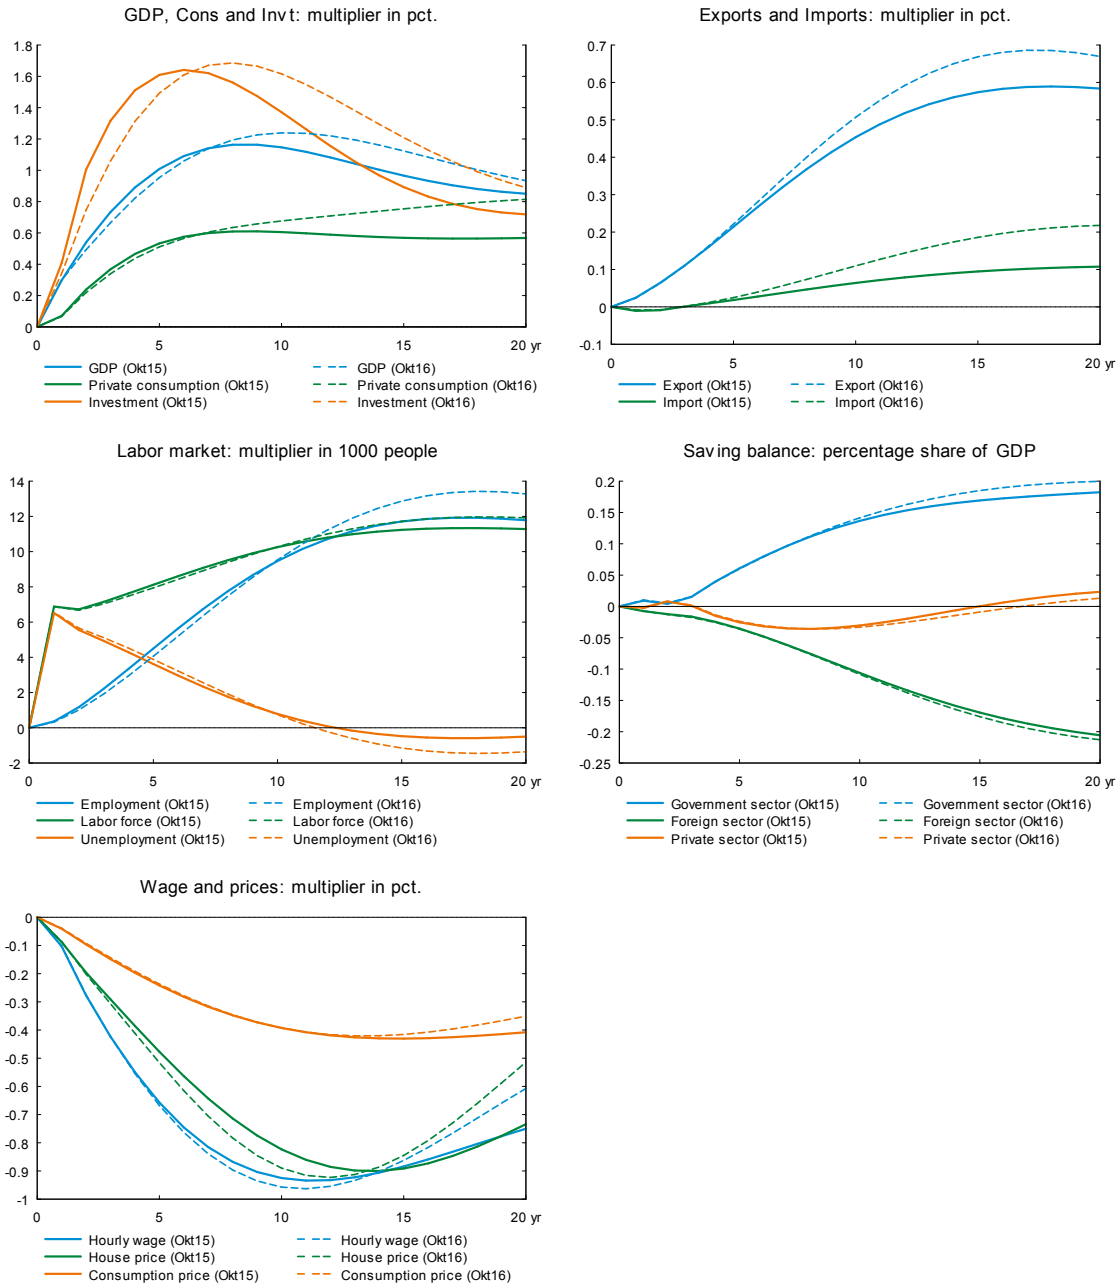 GDP, Cons and Invt: multiplier in pct.
1.8
1.6
1.4
1.2
1
0.8
0.6
0.4
0.2
0
0 5 10 15 20 yr
GDP (Okt15) GDP (Okt16)
Private consumption (Okt15) Private consumption (Okt16)
Investment (Okt15) Investment (Okt16)
Exports and Imports: multiplier in pct.
0.7
0.6
0.5
0.4
0.3
0.2
0.1
0
-0.1
0 5 10 15 20 yr
Export (Okt15) Export (Okt16)
Import (Okt15) Import (Okt16)
Labor market: multiplier in 1000 people
14
12
10
8
6
4
2
0
-2
0 5 10 15 20 yr
Employment (Okt15) Employment (Okt16)
Labor force (Okt15) Labor force (Okt16)
Unemployment (Okt15) Unemployment (Okt16)
Saving balance: percentage share of GDP
0.2
0.15
0.1
0.05
0
-0.05
-0.1
-0.15
-0.2
-0.25
0 5 10 15 20 yr
Government sector (Okt15) Government sector (Okt16)
Foreign sector (Okt15) Foreign sector (Okt16)
Private sector (Okt15) Private sector (Okt16)
Wage and prices: multiplier in pct.
0
-0.1
-0.2
-0.3
-0.4
-0.5
-0.6
-0.7
-0.8
-0.9
-1
0 5 10 15 20 yr
Hourly wage (Okt15) Hourly wage (Okt16)
House price (Okt15) House price (Okt16)
Consumption price (Okt15) Consumption price (Okt16)